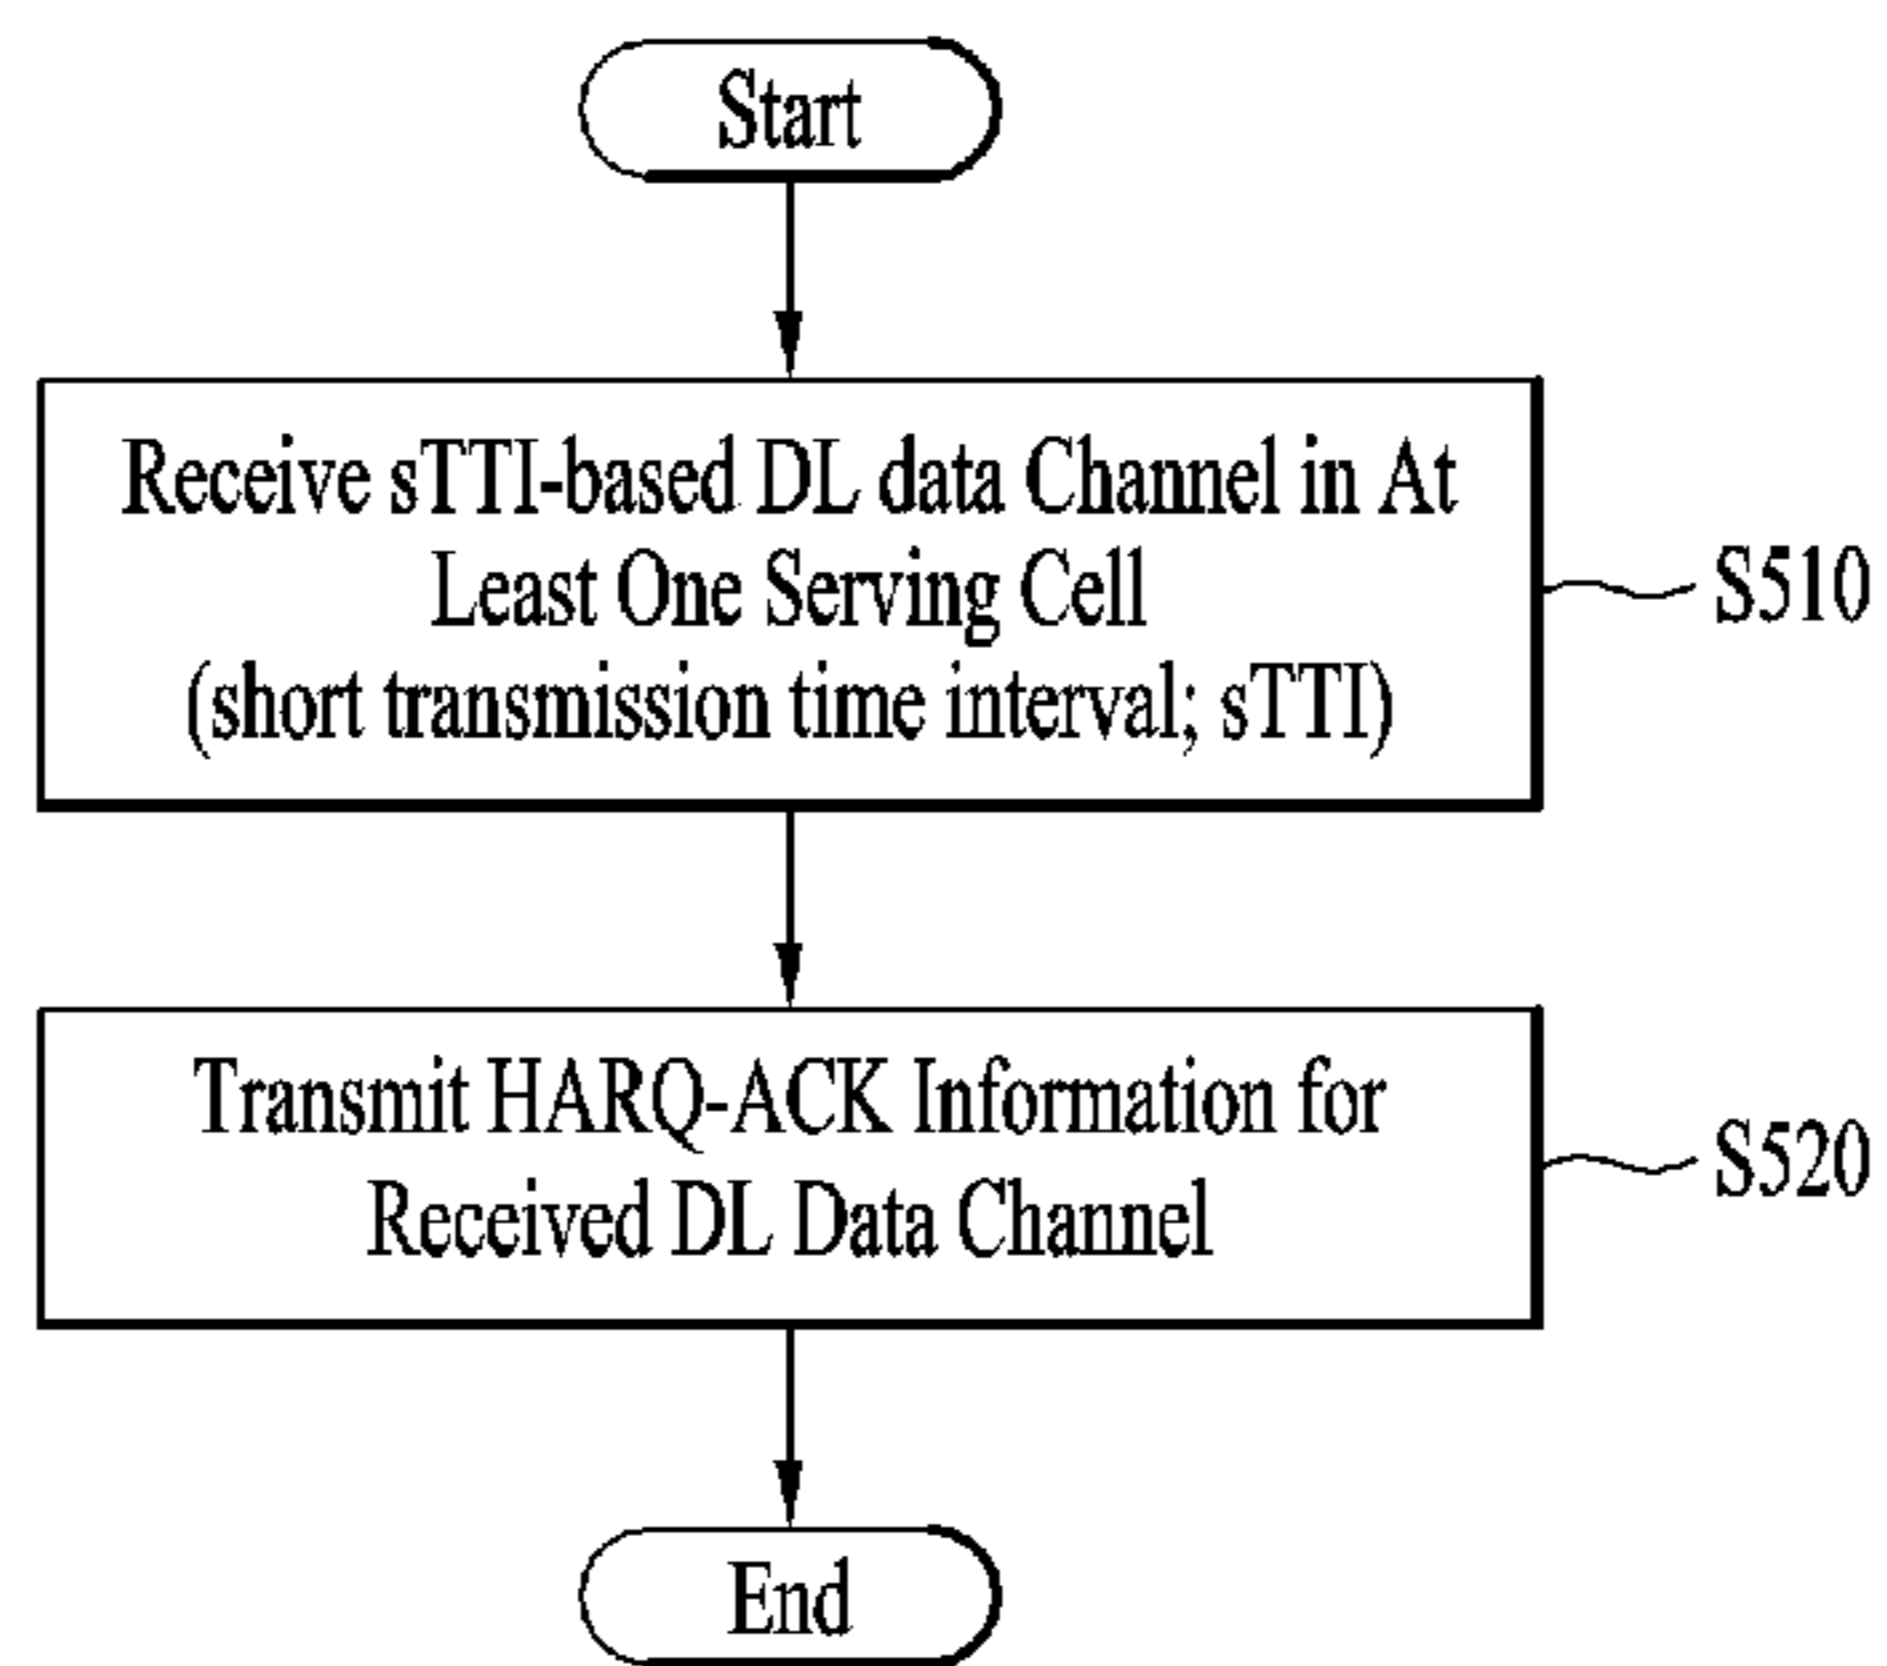 Start
Receive sTTI-based DL data Channel in At
Least One Serving Cell
(short transmission time interval; sTTI)
S510
Transmit HARQ-ACK Information for
Received DL Data Channel
S520
End